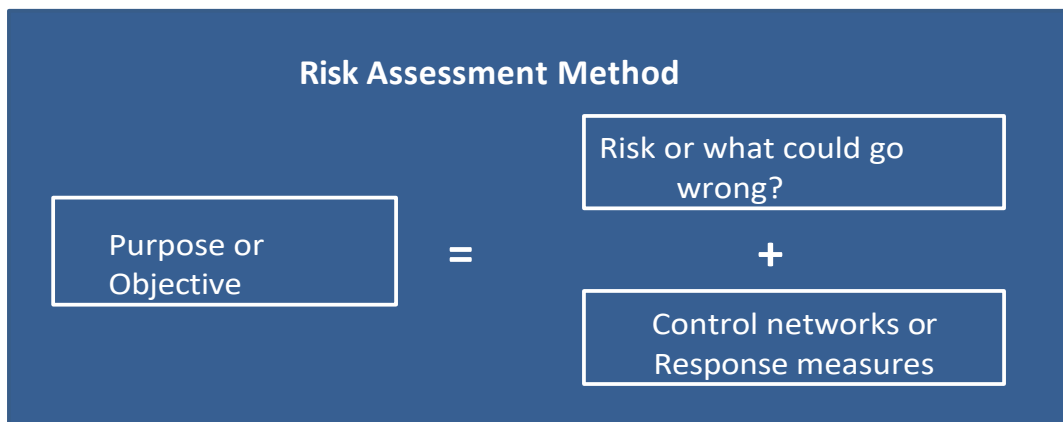 Risk Assessment Method
Risk or what could go
wrong?
Purpose or
Objective
=
+
Control networks or
Response measures